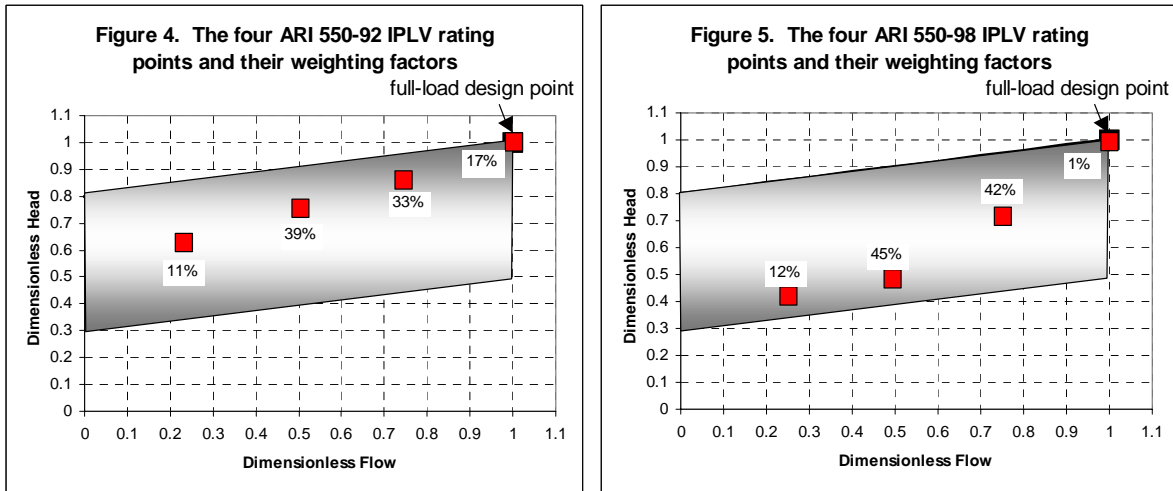 Figure 4. The four ARI 550-92 IPLV rating
points and their weighting factors
full-load design point
Dimensionless Head
1.1
1
0.9
0.8
0.7
0.6
0.5
0.4
0.3
0.2
0.1
0
17%
33%
39%
11%
0 0.1 0.2 0.3 0.4 0.5 0.6 0.7 0.8 0.9 1 1.1
Dimensionless Flow
Figure 5. The four ARI 550-98 IPLV rating
points and their weighting factors
full-load design point
Dimensionless Head
1.1
1
0.9
0.8
0.7
0.6
0.5
0.4
0.3
0.2
0.1
0
1%
42%
45%
12%
0 0.1 0.2 0.3 0.4 0.5 0.6 0.7 0.8 0.9 1 1.1
Dimensionless Flow